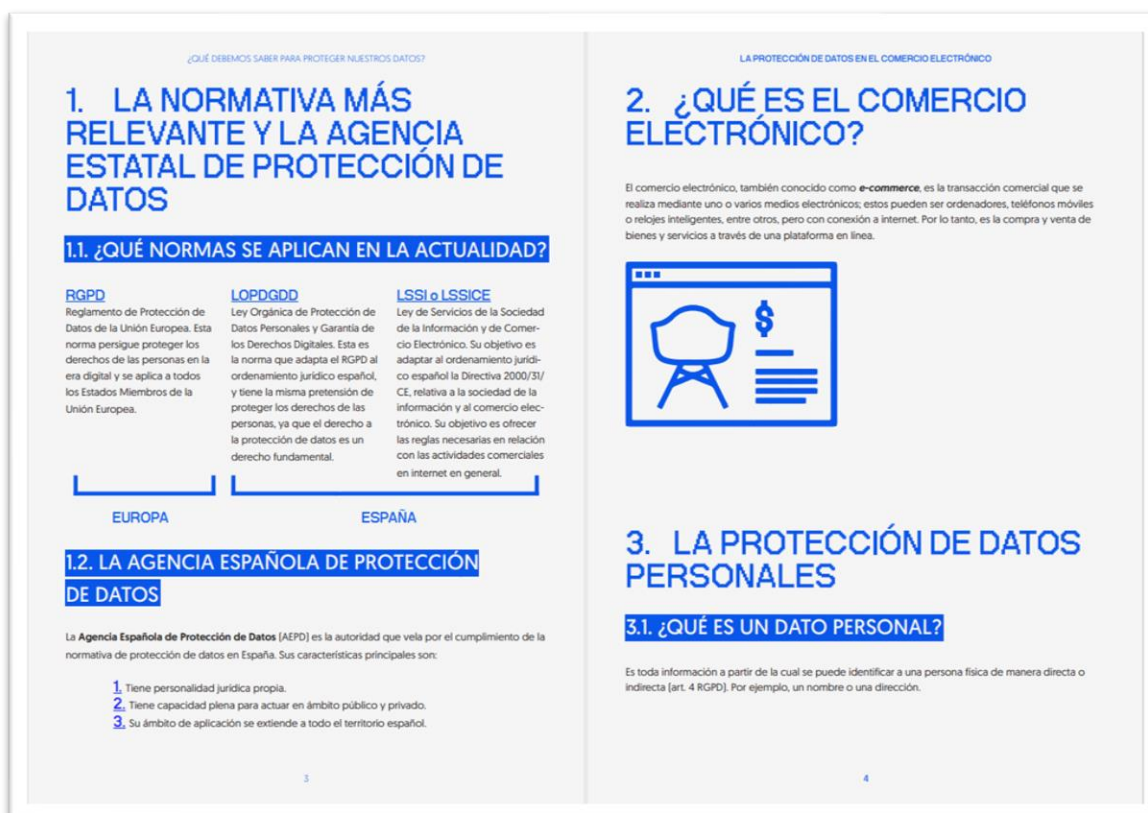 ¿QUÉ DEBEMOS SABER PARA PROTEGER NUESTROS DATOS?
1. LA NORMATIVA MÁS
RELEVANTE Y LA AGENCIA
ESTATAL DE PROTECCIÓN DE
DATOS
1.1. ¿QUÉ NORMAS SE APLICAN EN LA ACTUALIDAD?
RGPD
Reglamento de Protección de
Datos de la Unión Europea. Esta
norma persigue proteger los
derechos de las personas en la
era digital y se aplica a todos
los Estados Miembros de la
Unión Europea.
LOPDGDD
Ley Orgánica de Protección de
Datos Personales y Garantía de
los Derechos Digitales. Esta es
la norma que adapta el RGPD al
ordenamiento jurídico español,
y tiene la misma pretensión de
proteger los derechos de las
personas, ya que el derecho a
la protección de datos es un
derecho fundamental.
LSSI o LSSICE
Ley de Servicios de la Sociedad
de la Información y de Comer-
cio Electrónico. Su objetivo es
adaptar al ordenamiento jurídi-
co español la Directiva 2000/31/
CE, relativa a la sociedad de la
información y al comercio elec-
trónico. Su objetivo es ofrecer
las reglas necesarias en relación
con las actividades comerciales
en internet en general.
EUROPA
ESPAÑA
1.2. LA AGENCIA ESPAÑOLA DE PROTECCIÓN
DE DATOS
La Agencia Española de Protección de Datos (AEPD) es la autoridad que vela por el cumplimiento de la
normativa de protección de datos en España. Sus características principales son:
1. Tiene personalidad jurídica propia.
2. Tiene capacidad plena para actuar en ámbito público y privado.
3. Su ámbito de aplicación se extiende a todo el territorio español.
3
LA PROTECCIÓN DE DATOS EN EL COMERCIO ELECTRÓNICO
2. ¿QUÉ ES EL COMERCIO
ELECTRÓNICO?
El comercio electrónico, también conocido como e-commerce, es la transacción comercial que se
realiza mediante uno o varios medios electrónicos; estos pueden ser ordenadores, teléfonos móviles
o relojes inteligentes, entre otros, pero con conexión a internet. Por lo tanto, es la compra y venta de
bienes y servicios a través de una plataforma en línea.
$
3. LA PROTECCIÓN DE DATOS
PERSONALES
3.1. ¿QUÉ ES UN DATO PERSONAL?
Es toda información a partir de la cual se puede identificar a una persona física de manera directa o
indirecta (art. 4 RGPD). Por ejemplo, un nombre o una dirección.
4